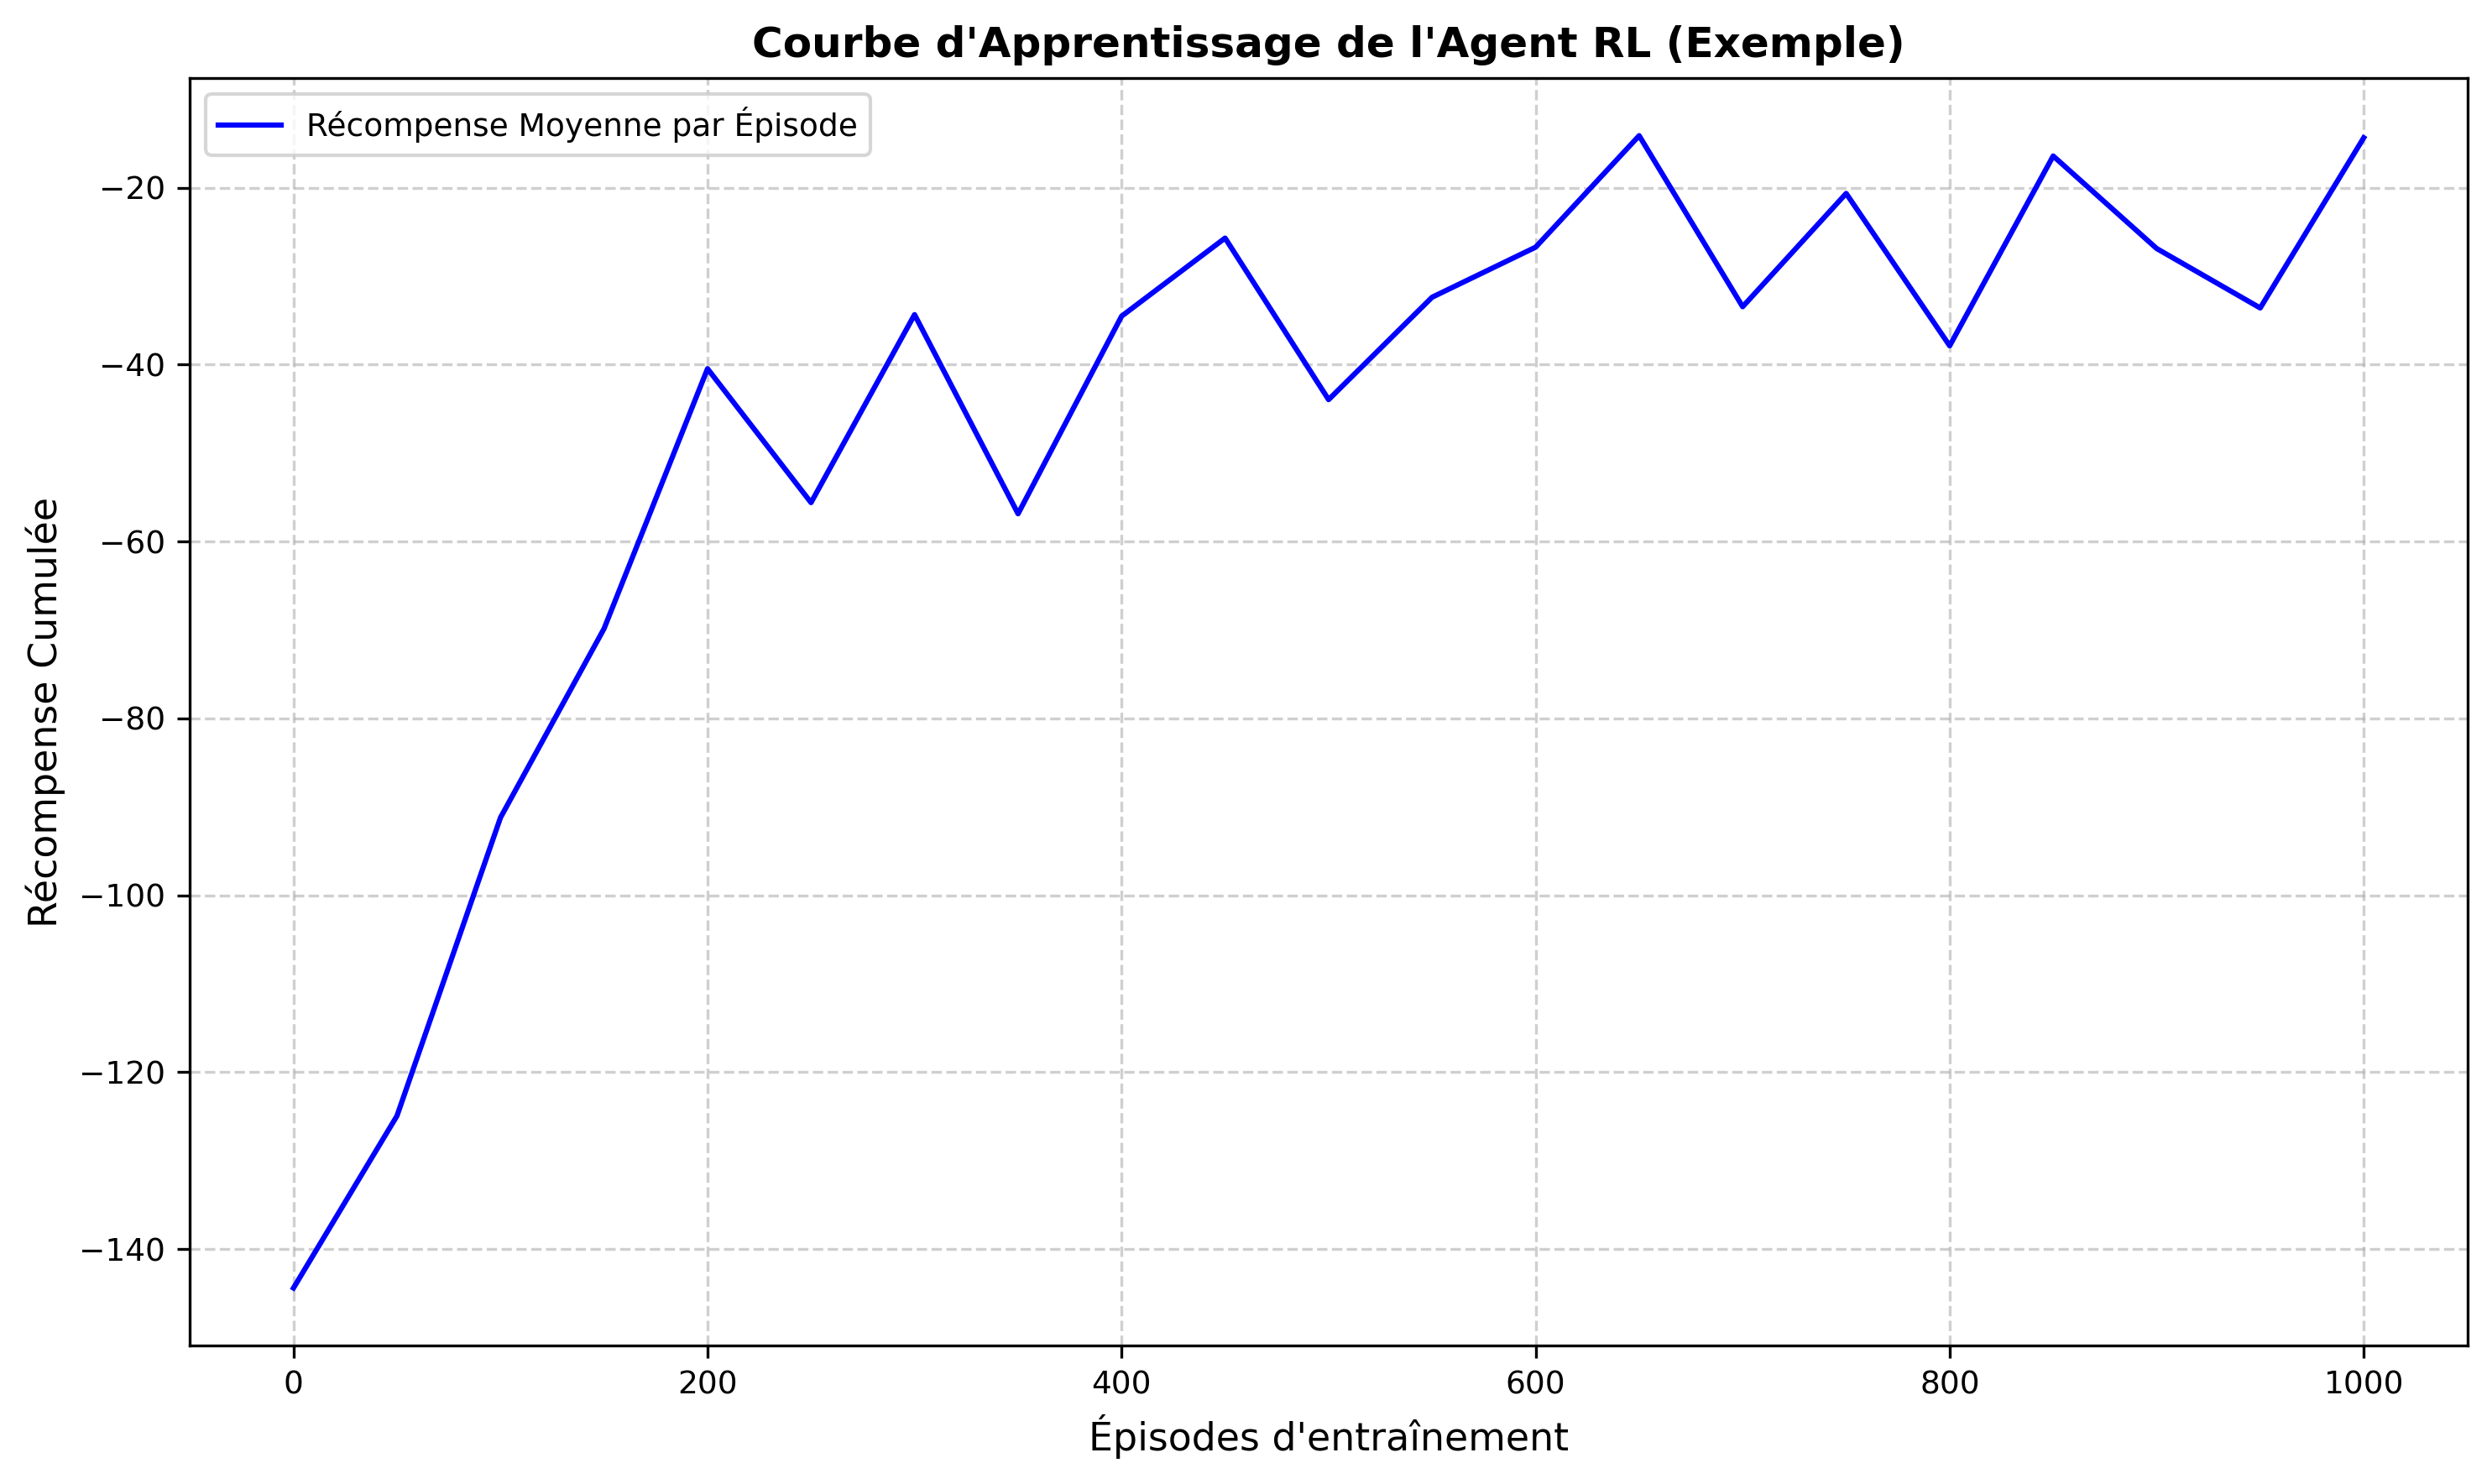 Courbe d'Apprentissage de l'Agent RL (Exemple)
Récompense Moyenne par Épisode
−20
−40
−60
−80
−100
−120
−140
Récompense Cumulée
0 200 400 600 800 1000
Épisodes d'entraînement